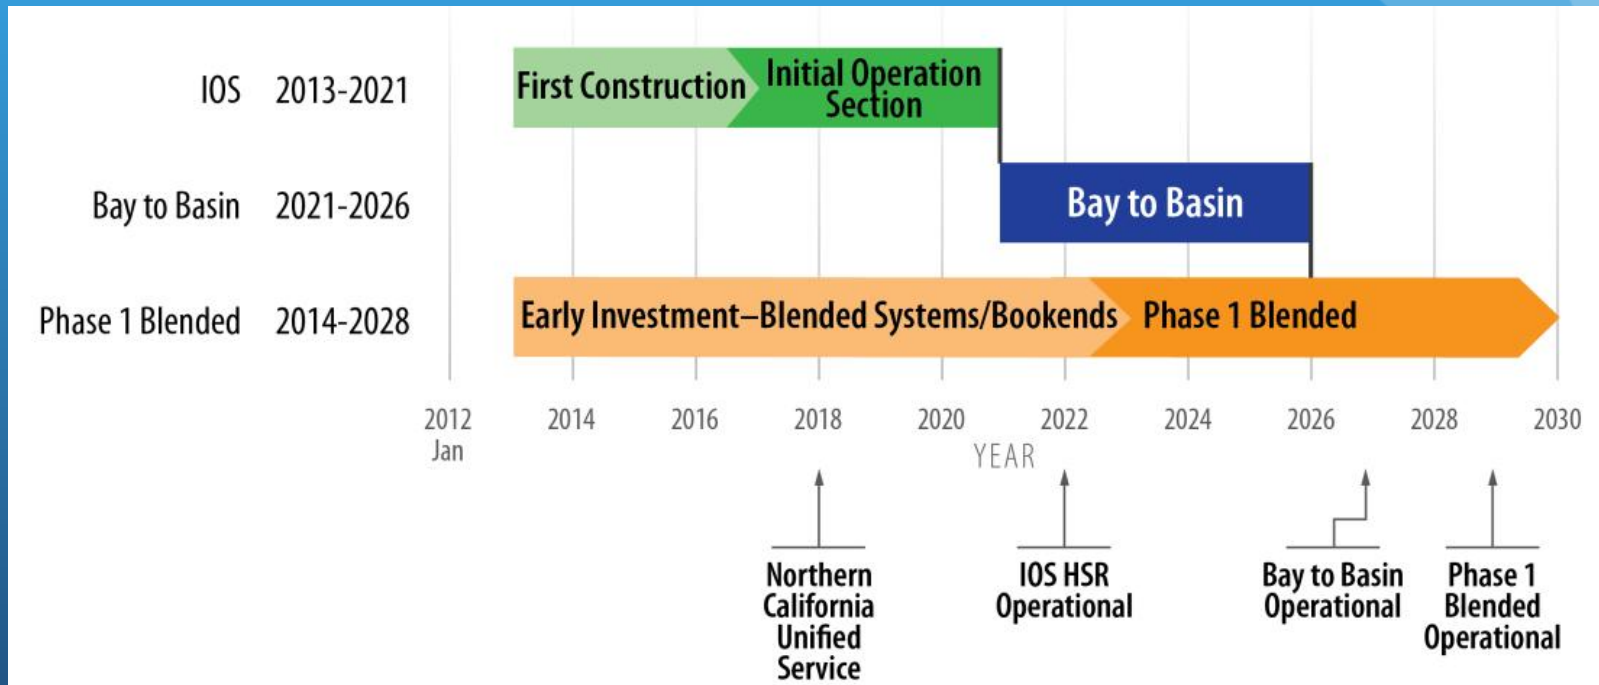 IOS 2013-2021
First Construction
Initial Operation
Section
Bay to Basin 2021-2026
Bay to Basin
Phase 1 Blended 2014-2028
Early Investment–Blended Systems/Bookends
Phase 1 Blended
2012 2014 2016 2018 2020 2022 2024 2026 2028 2030
Jan
YEAR
Northern
California
Unified
Service
IOS HSR
Operational
Bay to Basin
Operational
Phase 1
Blended
Operational